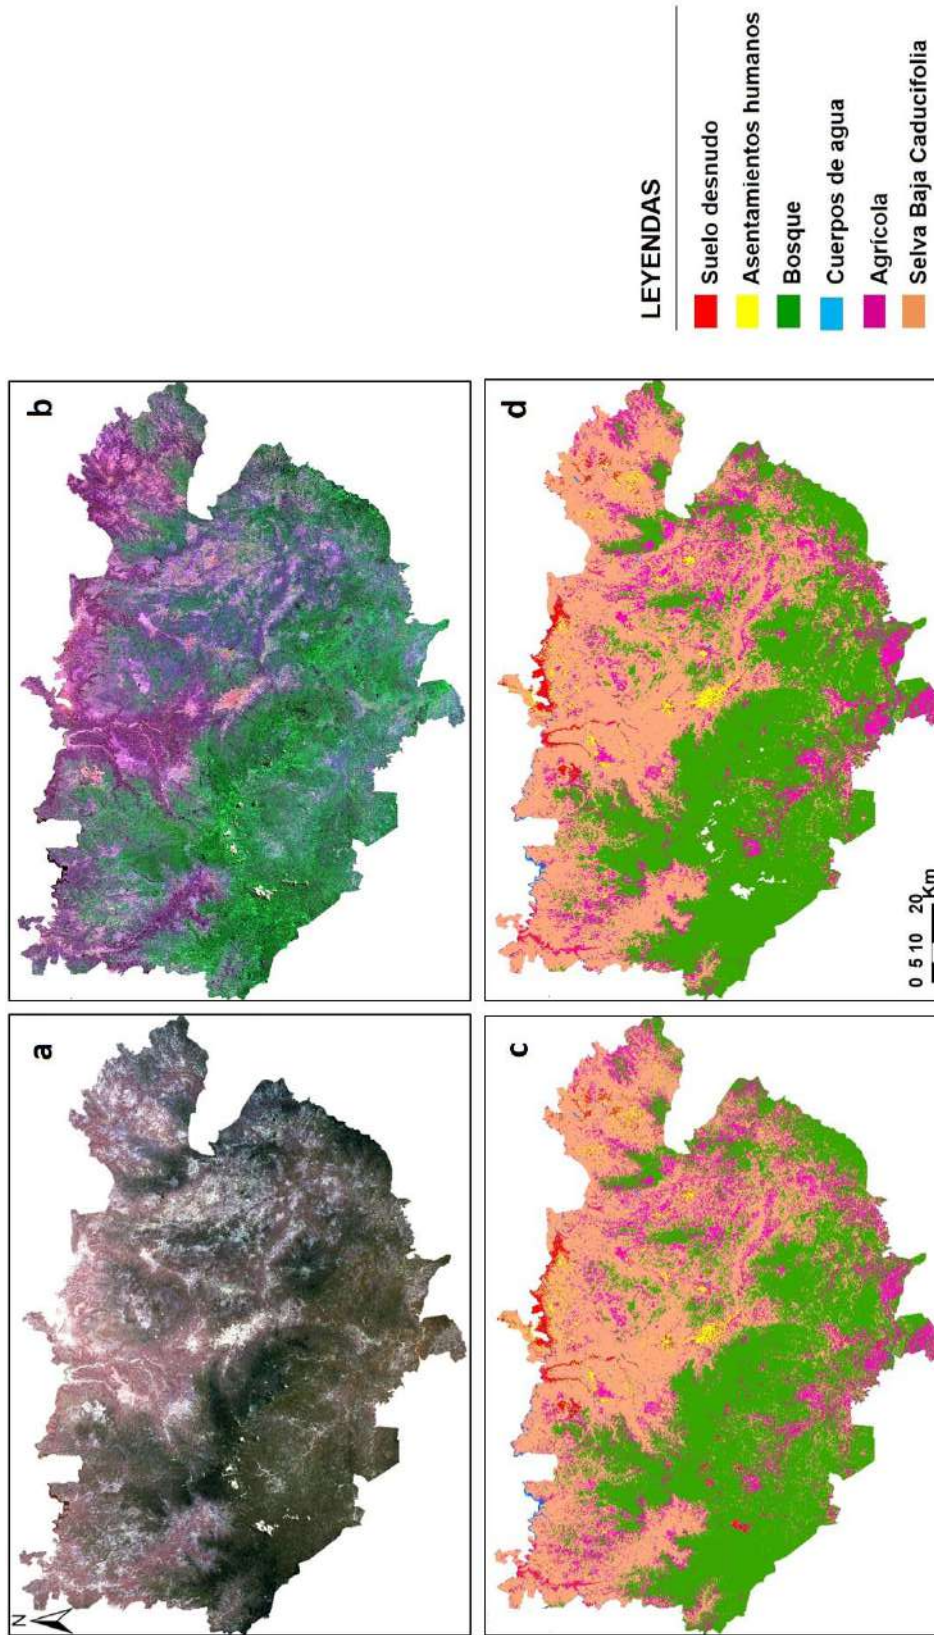 N
a
b
c
d
0 5 10 20
Km
LEYENDAS
Suelo desnudo
Asentamientos humanos
Bosque
Cuerpos de agua
Agrícola
Selva Baja Caducifolia